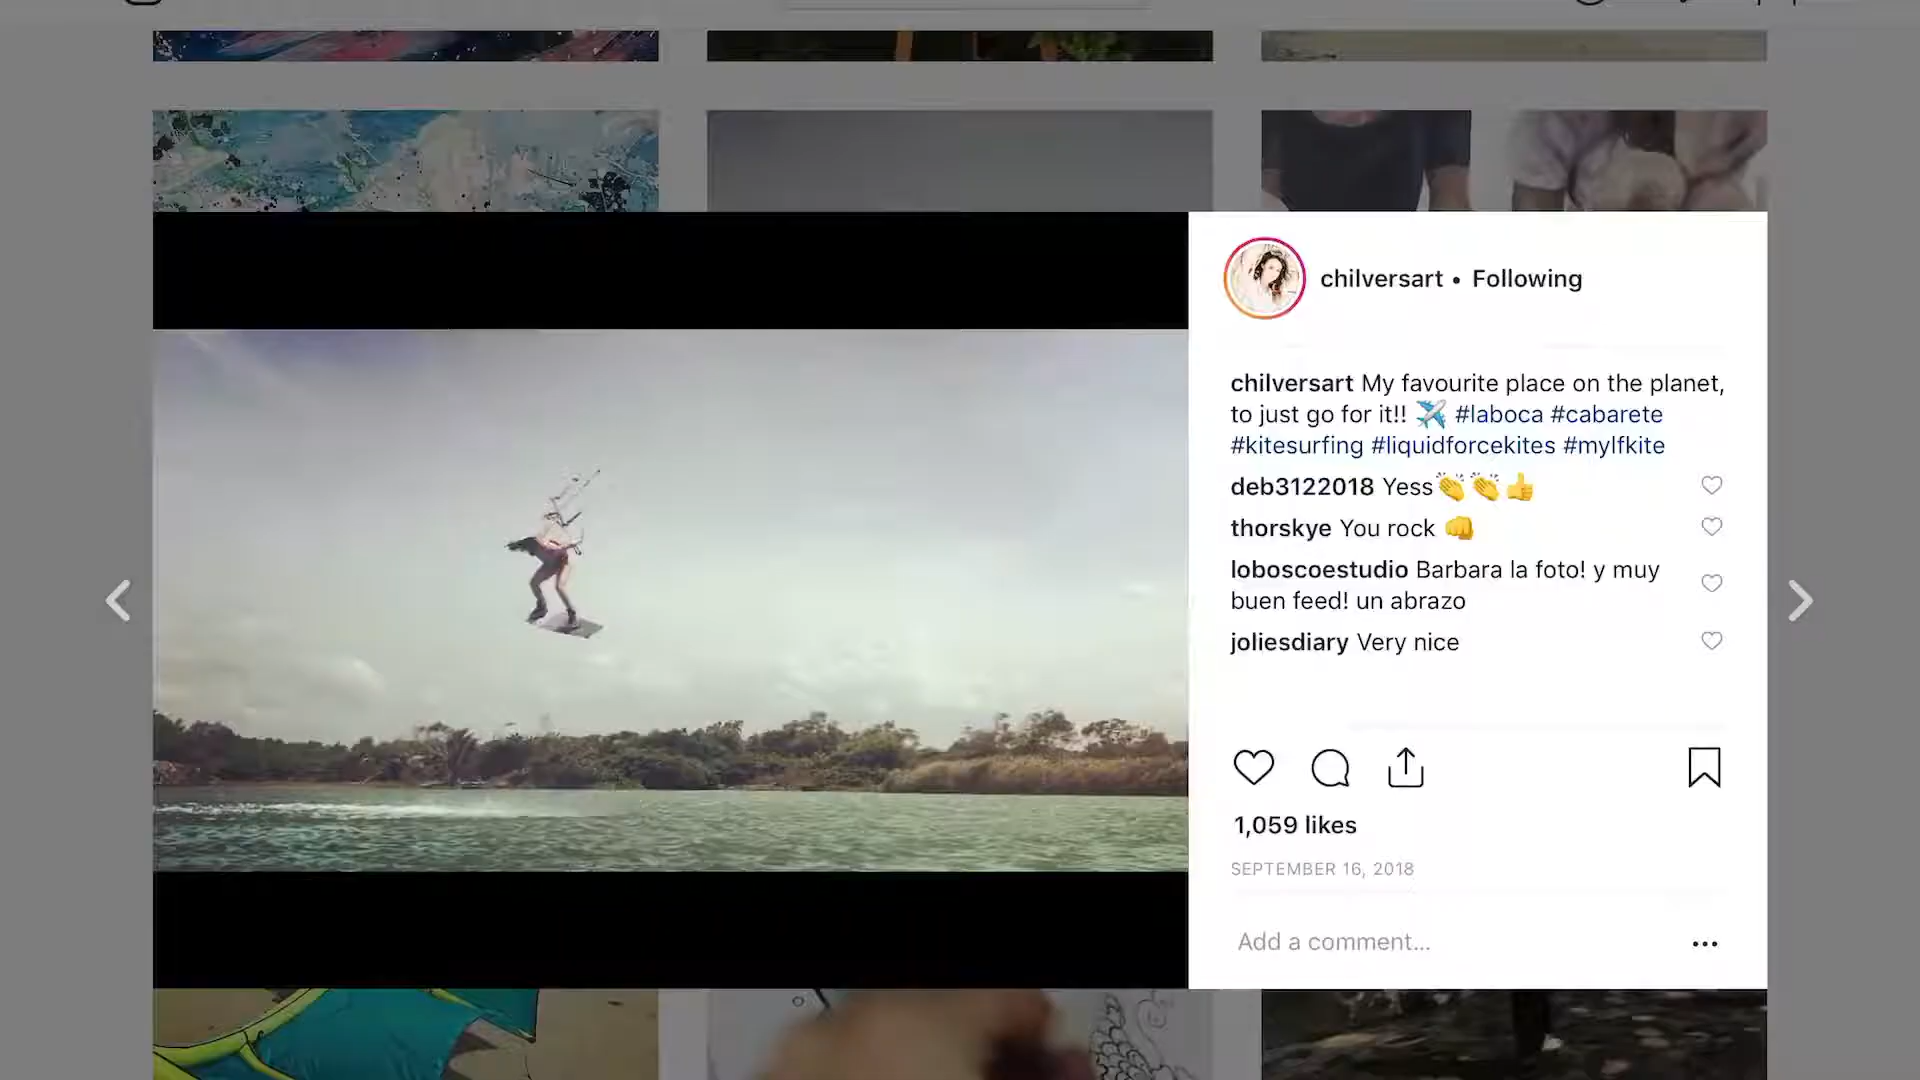 chilversart • Following
chilversart My favourite place on the planet,
to just go for it!! ✈️ #laboca #cabarete
#kitesurfing #liquidforcekites #mylfkite
deb3122018 Yess👏👏👍
thorskye You rock 👊
loboscoestudio Barbara la foto! y muy
buen feed! un abrazo
joliesdiary Very nice
1,059 likes
SEPTEMBER 16, 2018
Add a comment...